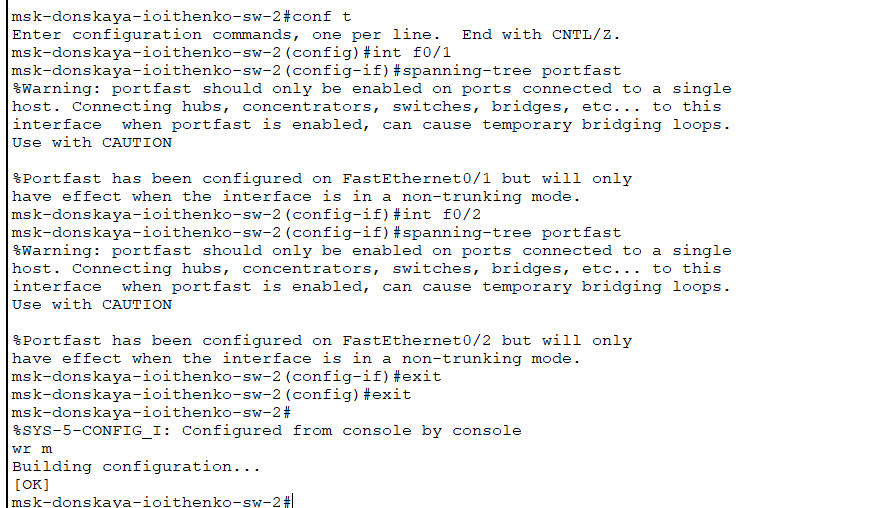 msk-donskaya-ioithenko-sw-2#conf t
Enter configuration commands, one per line.  End with CNTL/Z.
msk-donskaya-ioithenko-sw-2(config)#int f0/1
msk-donskaya-ioithenko-sw-2(config-if)#spanning-tree portfast
%Warning: portfast should only be enabled on ports connected to a single
host. Connecting hubs, concentrators, switches, bridges, etc... to this
interface  when portfast is enabled, can cause temporary bridging loops.
Use with CAUTION

%Portfast has been configured on FastEthernet0/1 but will only
have effect when the interface is in a non-trunking mode.
msk-donskaya-ioithenko-sw-2(config-if)#int f0/2
msk-donskaya-ioithenko-sw-2(config-if)#spanning-tree portfast
%Warning: portfast should only be enabled on ports connected to a single
host. Connecting hubs, concentrators, switches, bridges, etc... to this
interface  when portfast is enabled, can cause temporary bridging loops.
Use with CAUTION

%Portfast has been configured on FastEthernet0/2 but will only
have effect when the interface is in a non-trunking mode.
msk-donskaya-ioithenko-sw-2(config-if)#exit
msk-donskaya-ioithenko-sw-2(config)#exit
msk-donskaya-ioithenko-sw-2#
%SYS-5-CONFIG_I: Configured from console by console
wr m
Building configuration...
[OK]
msk-donskaya-ioithenko-sw-2#